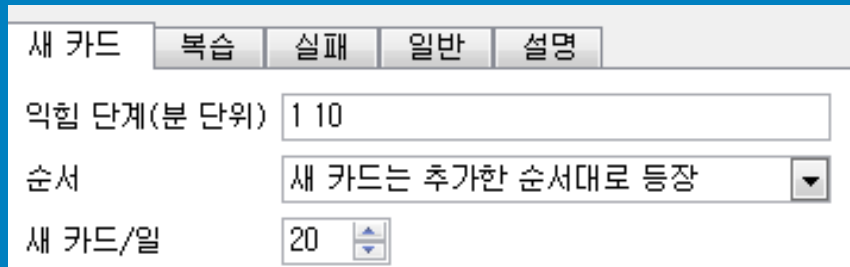 새 카드 복습 실패 일반 설명
익힘 단계(분 단위) 1 10
순서 새 카드는 추가한 순서대로 등장
새 카드/일 20